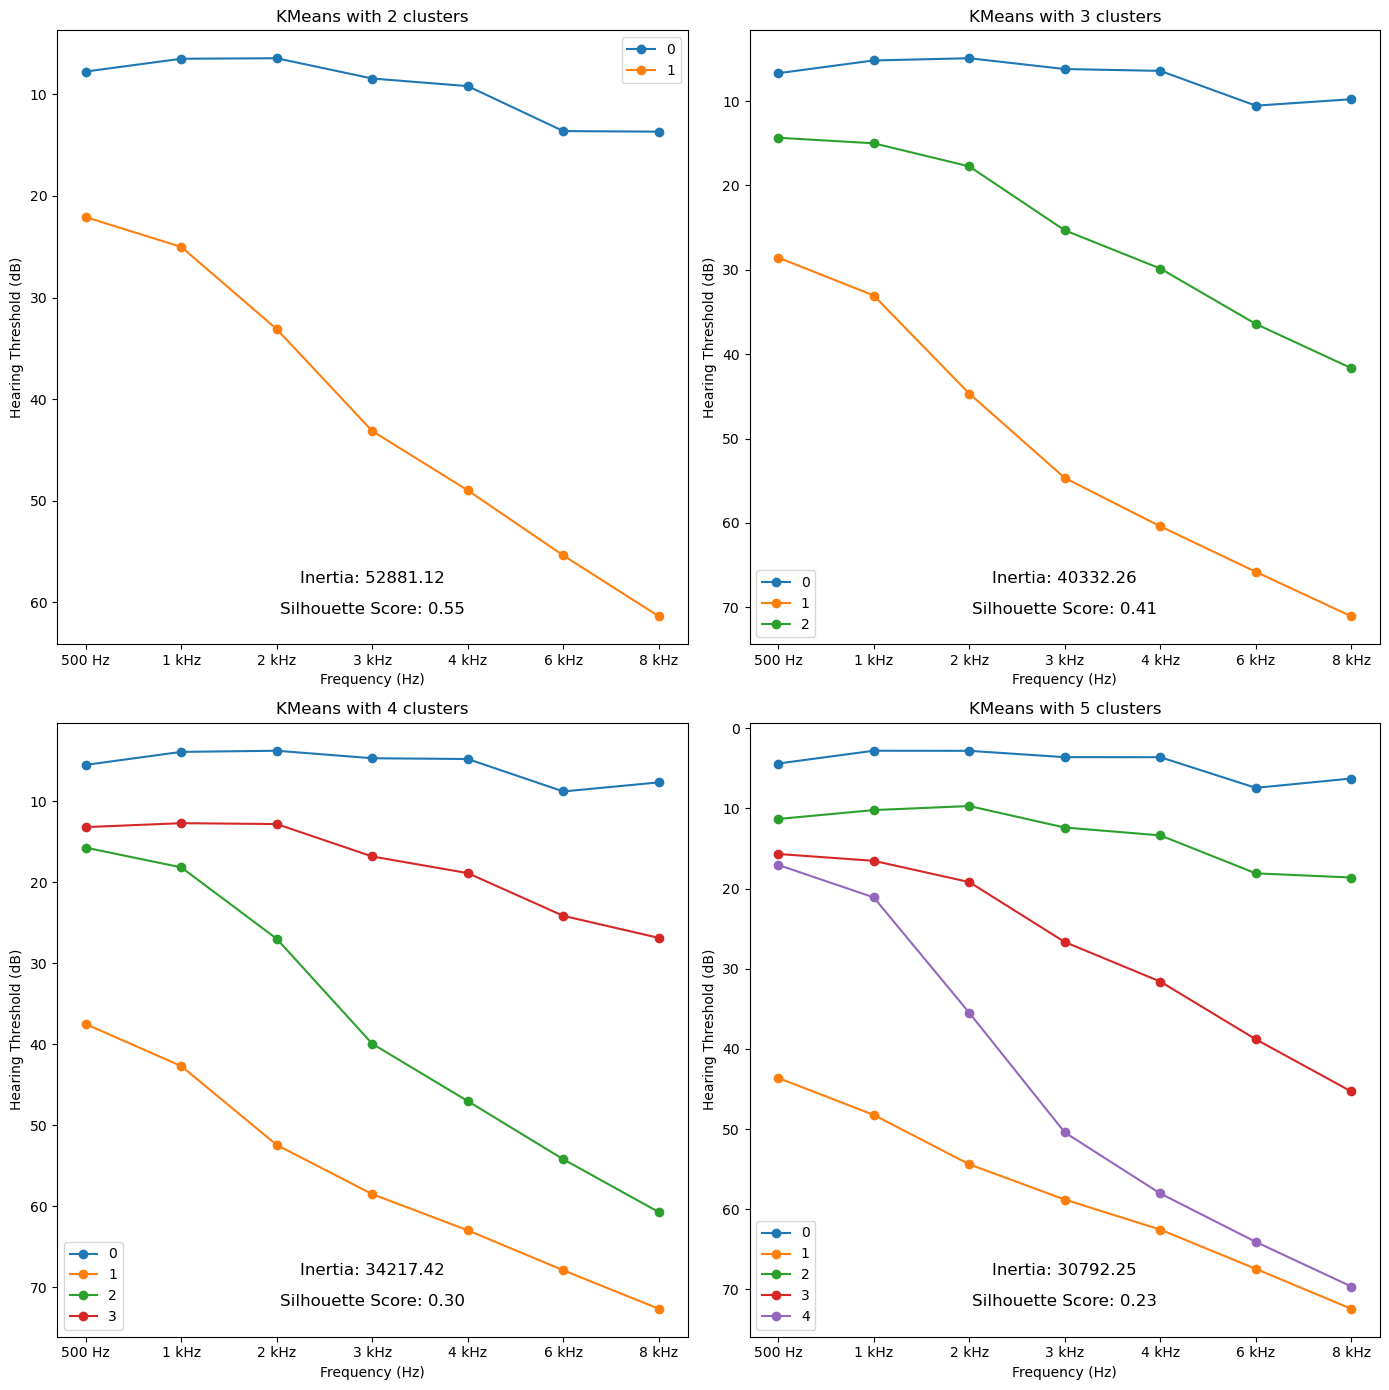 KMeans with 2 clusters
0
1
10
20
30
40
50
60
Hearing Threshold (dB)
Inertia: 52881.12
Silhouette Score: 0.55
500 Hz 1 kHz 2 kHz 3 kHz 4 kHz 6 kHz 8 kHz
Frequency (Hz)
KMeans with 3 clusters
10
20
30
40
50
60
70
Hearing Threshold (dB)
0
1
2
Inertia: 40332.26
Silhouette Score: 0.41
500 Hz 1 kHz 2 kHz 3 kHz 4 kHz 6 kHz 8 kHz
Frequency (Hz)
KMeans with 4 clusters
10
20
30
40
50
60
70
Hearing Threshold (dB)
0
1
2
3
Inertia: 34217.42
Silhouette Score: 0.30
500 Hz 1 kHz 2 kHz 3 kHz 4 kHz 6 kHz 8 kHz
Frequency (Hz)
KMeans with 5 clusters
0
10
20
30
40
50
60
70
Hearing Threshold (dB)
0
1
2
3
4
Inertia: 30792.25
Silhouette Score: 0.23
500 Hz 1 kHz 2 kHz 3 kHz 4 kHz 6 kHz 8 kHz
Frequency (Hz)